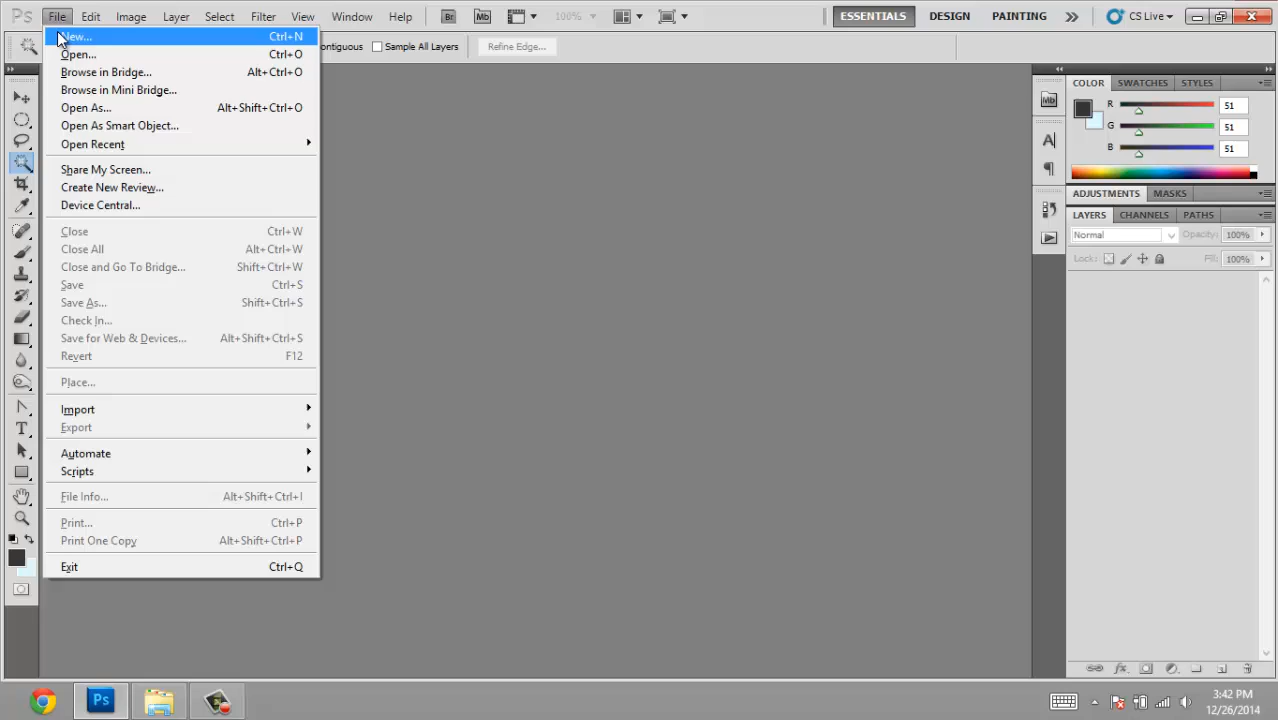 Ps File Edit Image Layer Select Filter View Window Help Br Mb 100% ESSENTIALS DESIGN PAINTING CS Live
New... Ctrl+N
ontiguous Sample All Layers Refine Edge...
Open... Ctrl+O
Browse in Bridge... Alt+Ctrl+O
Browse in Mini Bridge...
Open As... Alt+Shift+Ctrl+O
Open As Smart Object...
Open Recent
Share My Screen...
Create New Review...
Device Central...
Close Ctrl+W
Close All Alt+Ctrl+W
Close and Go To Bridge... Shift+Ctrl+W
Save Ctrl+S
Save As... Shift+Ctrl+S
Check In...
Save for Web & Devices... Alt+Shift+Ctrl+S
Revert F12
Place...
Import
Export
Automate
Scripts
File Info... Alt+Shift+Ctrl+I
Print... Ctrl+P
Print One Copy Alt+Shift+Ctrl+P
Exit Ctrl+Q
Mb
A
COLOR SWATCHES STYLES
R 51
G 51
B 51
ADJUSTMENTS MASKS
LAYERS CHANNELS PATHS
Normal Opacity: 100%
Lock: Fill: 100%
T
fx
Ps
3:42 PM
12/26/2014